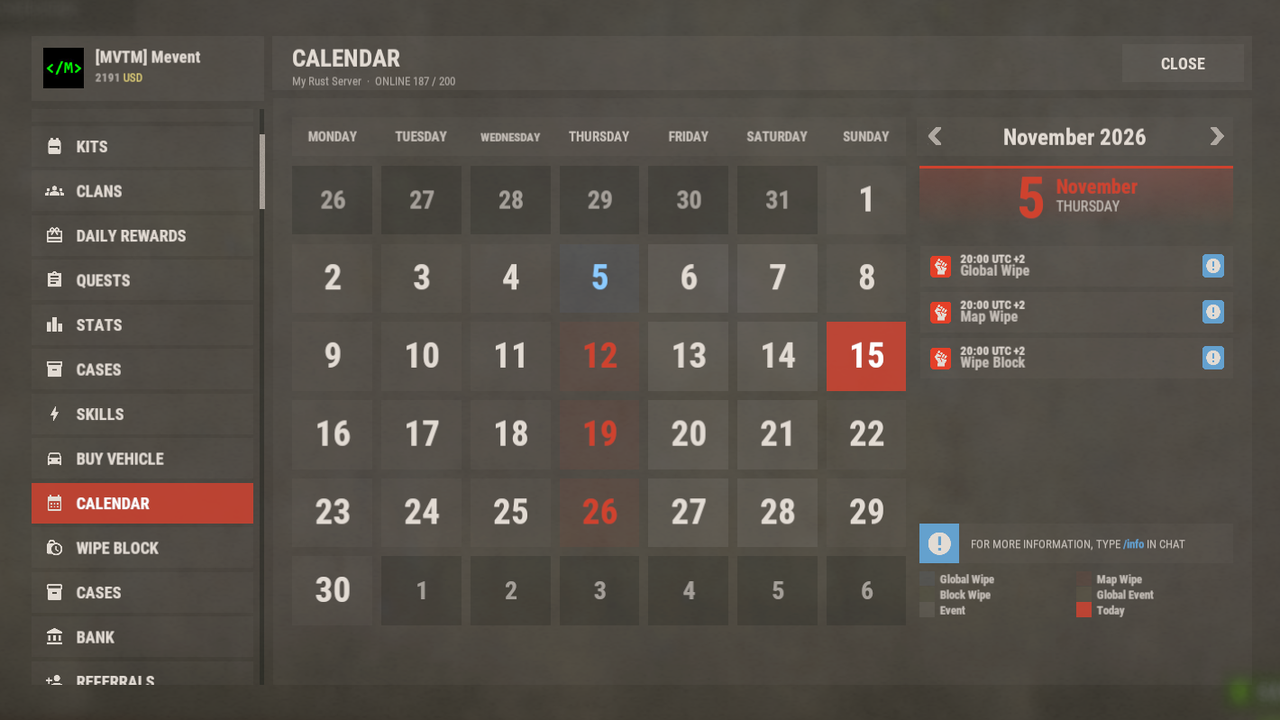 </M>
[MVTM] Mevent
2191 USD
KITS
CLANS
DAILY REWARDS
QUESTS
STATS
CASES
SKILLS
BUY VEHICLE
CALENDAR
WIPE BLOCK
CASES
BANK
REFERRALS
CALENDAR
My Rust Server · ONLINE 187 / 200
CLOSE
MONDAY TUESDAY WEDNESDAY THURSDAY FRIDAY SATURDAY SUNDAY
26 27 28 29 30 31 1
2 3 4 5 6 7 8
9 10 11 12 13 14 15
16 17 18 19 20 21 22
23 24 25 26 27 28 29
30 1 2 3 4 5 6
November 2026
5 November
THURSDAY
20:00 UTC +2
Global Wipe
20:00 UTC +2
Map Wipe
20:00 UTC +2
Wipe Block
FOR MORE INFORMATION, TYPE /info IN CHAT
Global Wipe Map Wipe
Block Wipe Global Event
Event Today